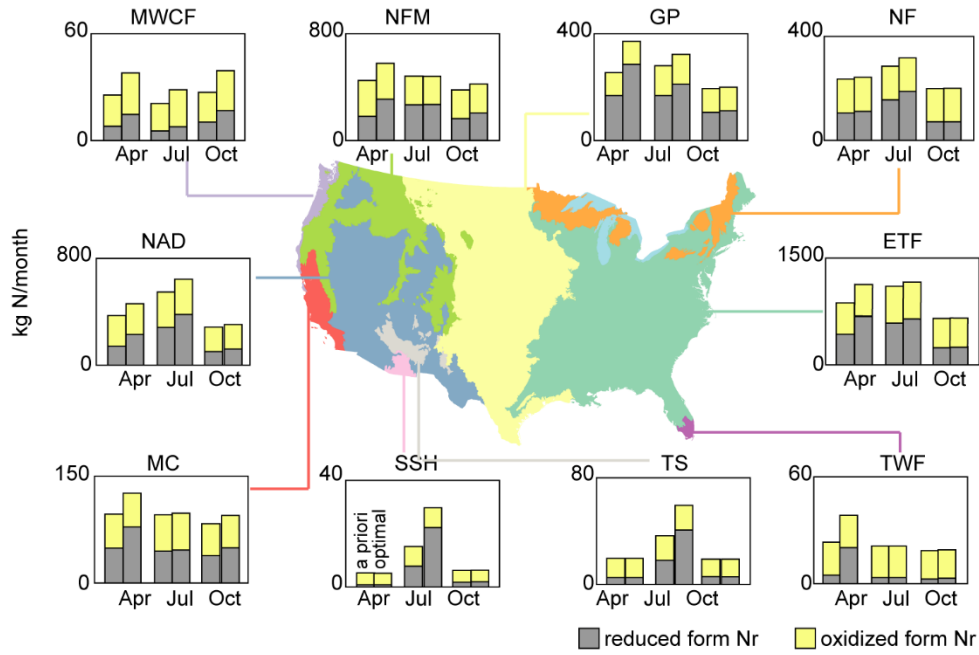 MWCF
NFM
GP
NF
60
0
Apr Jul Oct
800
0
Apr Jul Oct
400
0
Apr Jul Oct
400
0
Apr Jul Oct
kg N/month
NAD
800
0
Apr Jul Oct
ETF
1500
0
Apr Jul Oct
MC
150
0
Apr Jul Oct
SSH
40
0
a priori
optimal
Apr Jul Oct
TS
80
0
Apr Jul Oct
TWF
60
0
Apr Jul Oct
reduced form Nr
oxidized form Nr